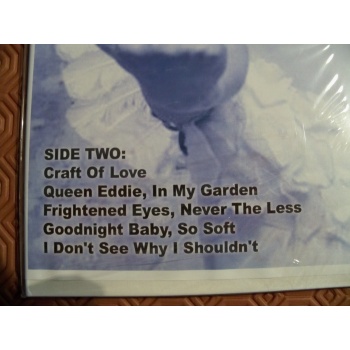 SIDE TWO:
Craft Of Love
Queen Eddie, In My Garden
Frightened Eyes, Never The Less
Goodnight Baby, So Soft
I Don't See Why I Shouldn't